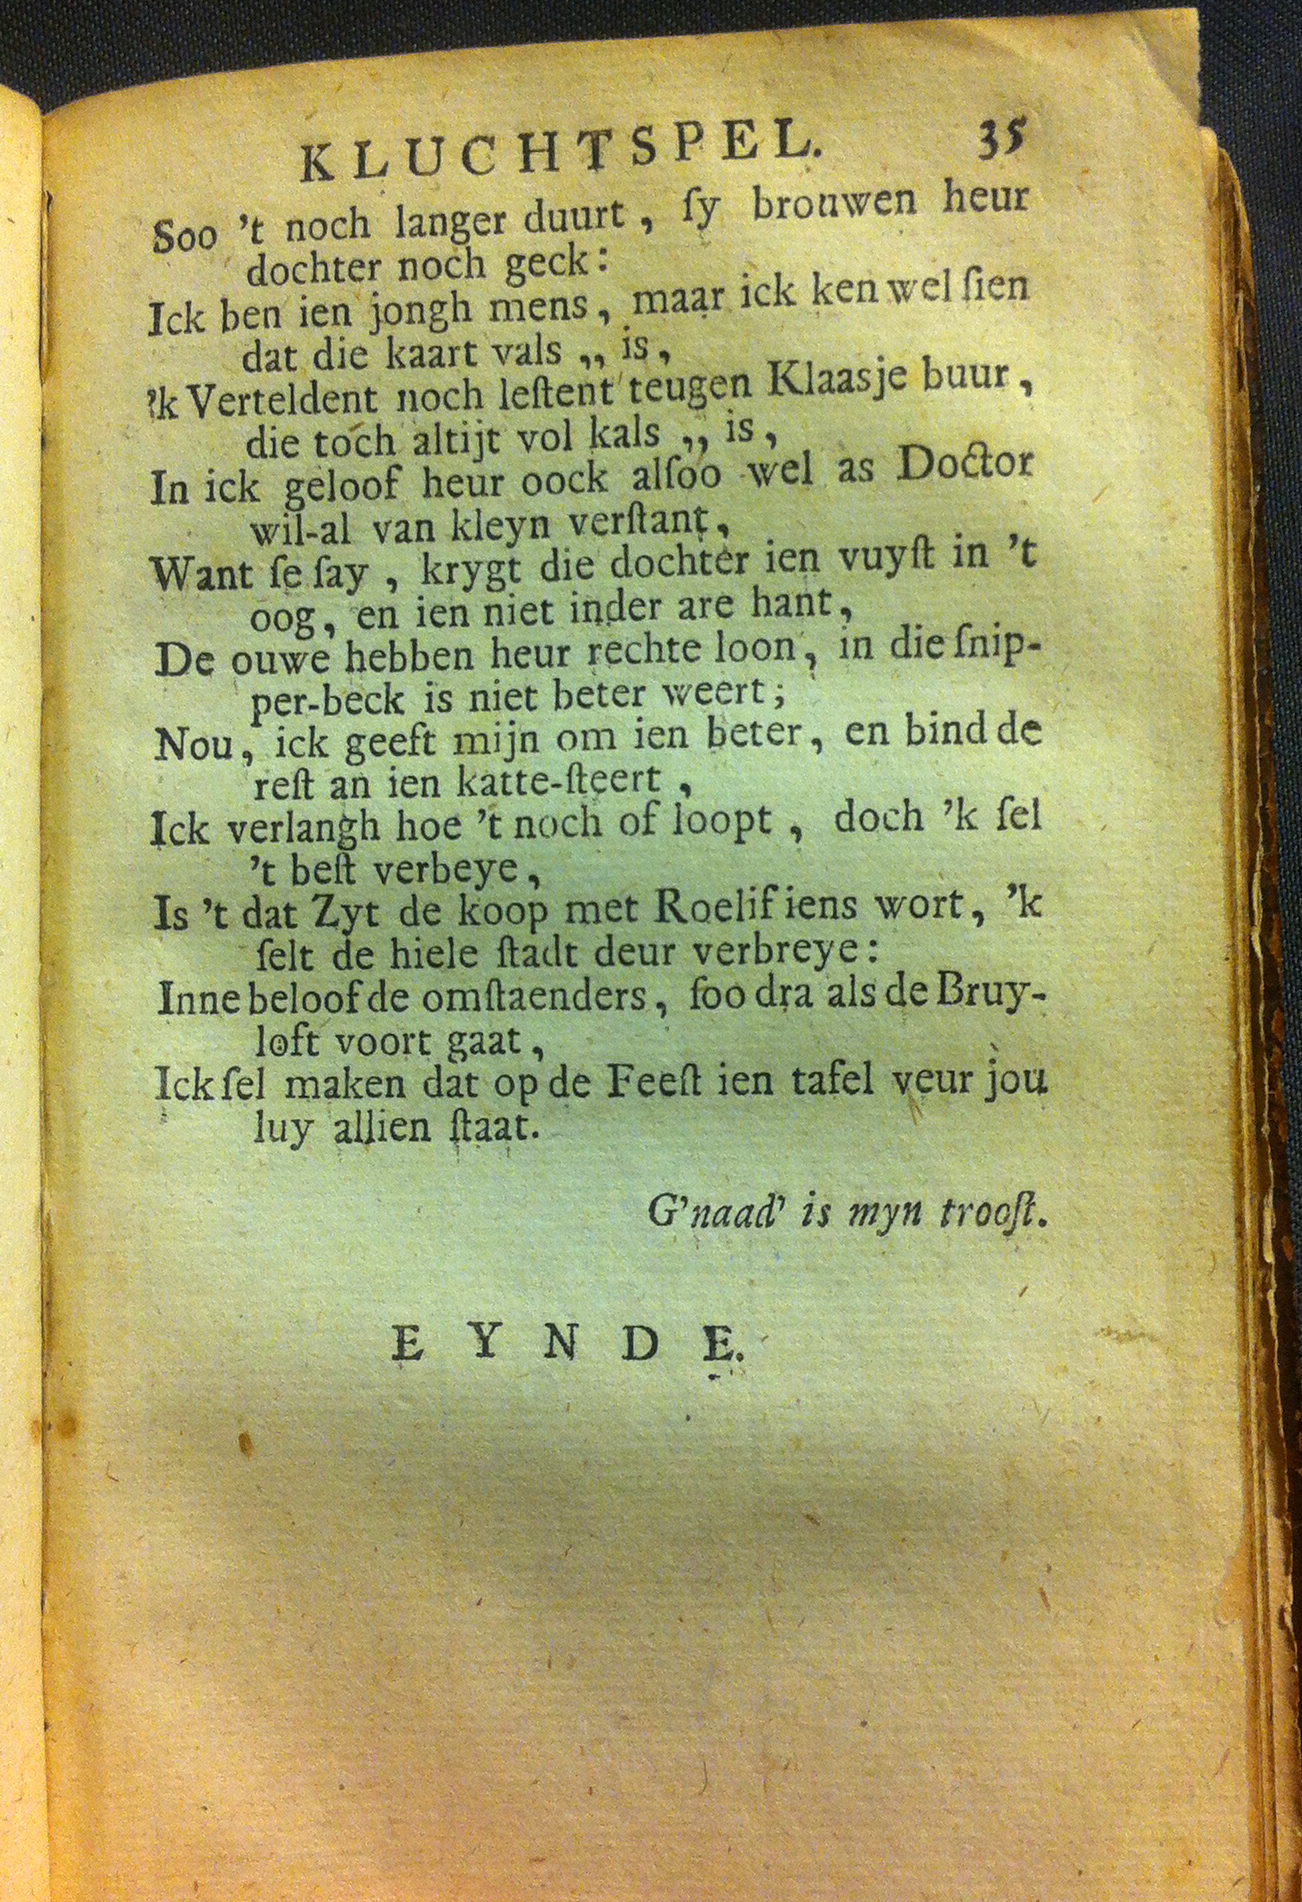 KLUCHTSPEL. 35
Soo 't noch langer duurt, ſy brouwen heur
dochter noch geck:
Ick ben ien jongh mens, maar ick ken wel ſien
dat die kaart vals ,, is,
'k Verteldent noch leſtent teugen Klaasje buur,
die toch altijt vol kals ,, is,
In ick geloof heur oock alſoo wel as Doctor
wil-al van kleyn verſtant,
Want ſe ſay, krygt die dochter ien vuyſt in 't
oog, en ien niet inder are hant,
De ouwe hebben heur rechte loon, in die ſnip-
per-beck is niet beter weert;
Nou, ick geeft mijn om ien beter, en bind de
reſt an ien katte-ſteert,
Ick verlangh hoe 't noch of loopt, doch 'k ſel
't beſt verbeye,
Is 't dat Zyt de koop met Roelif iens wort, 'k
ſelt de hiele ſtadt deur verbreye:
Inne beloof de omſtaenders, ſoo dra als de Bruy-
loft voort gaat,
Ick ſel maken dat op de Feeſt ien tafel veur jou
luy allien ſtaat.
G'naad' is myn trooſt.
EYNDE.